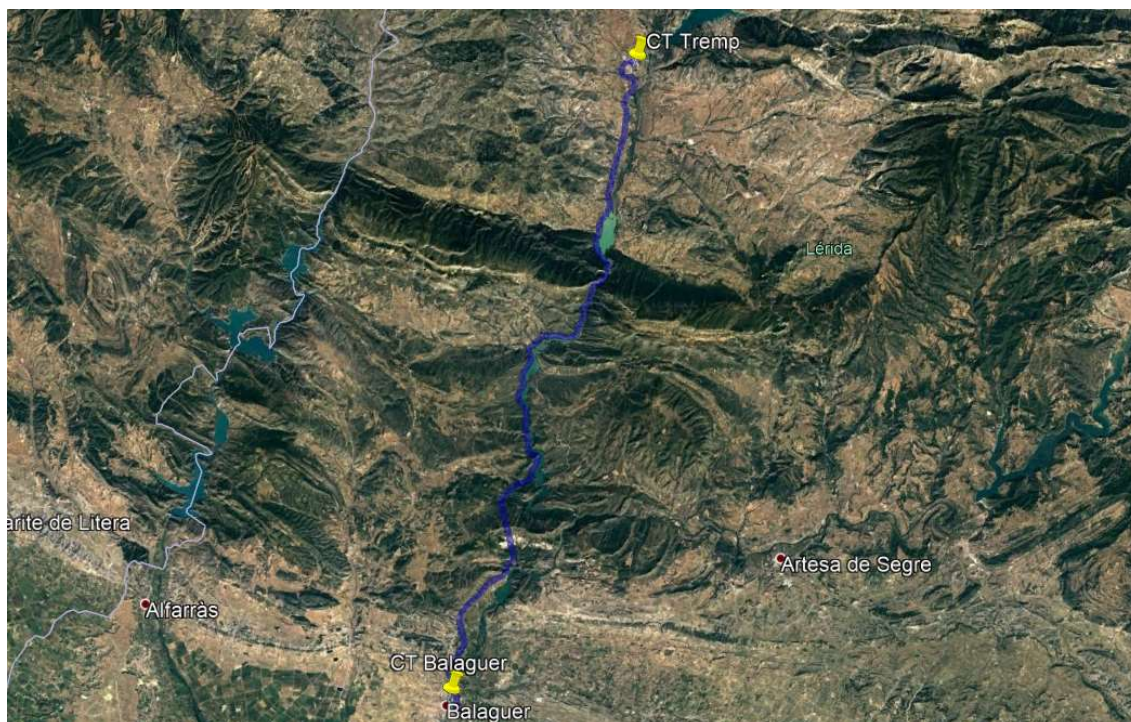 CT Tremp
Lérida
arite de Litera
Artesa de Segre
Alfarràs
CT Balaguer
Balaguer